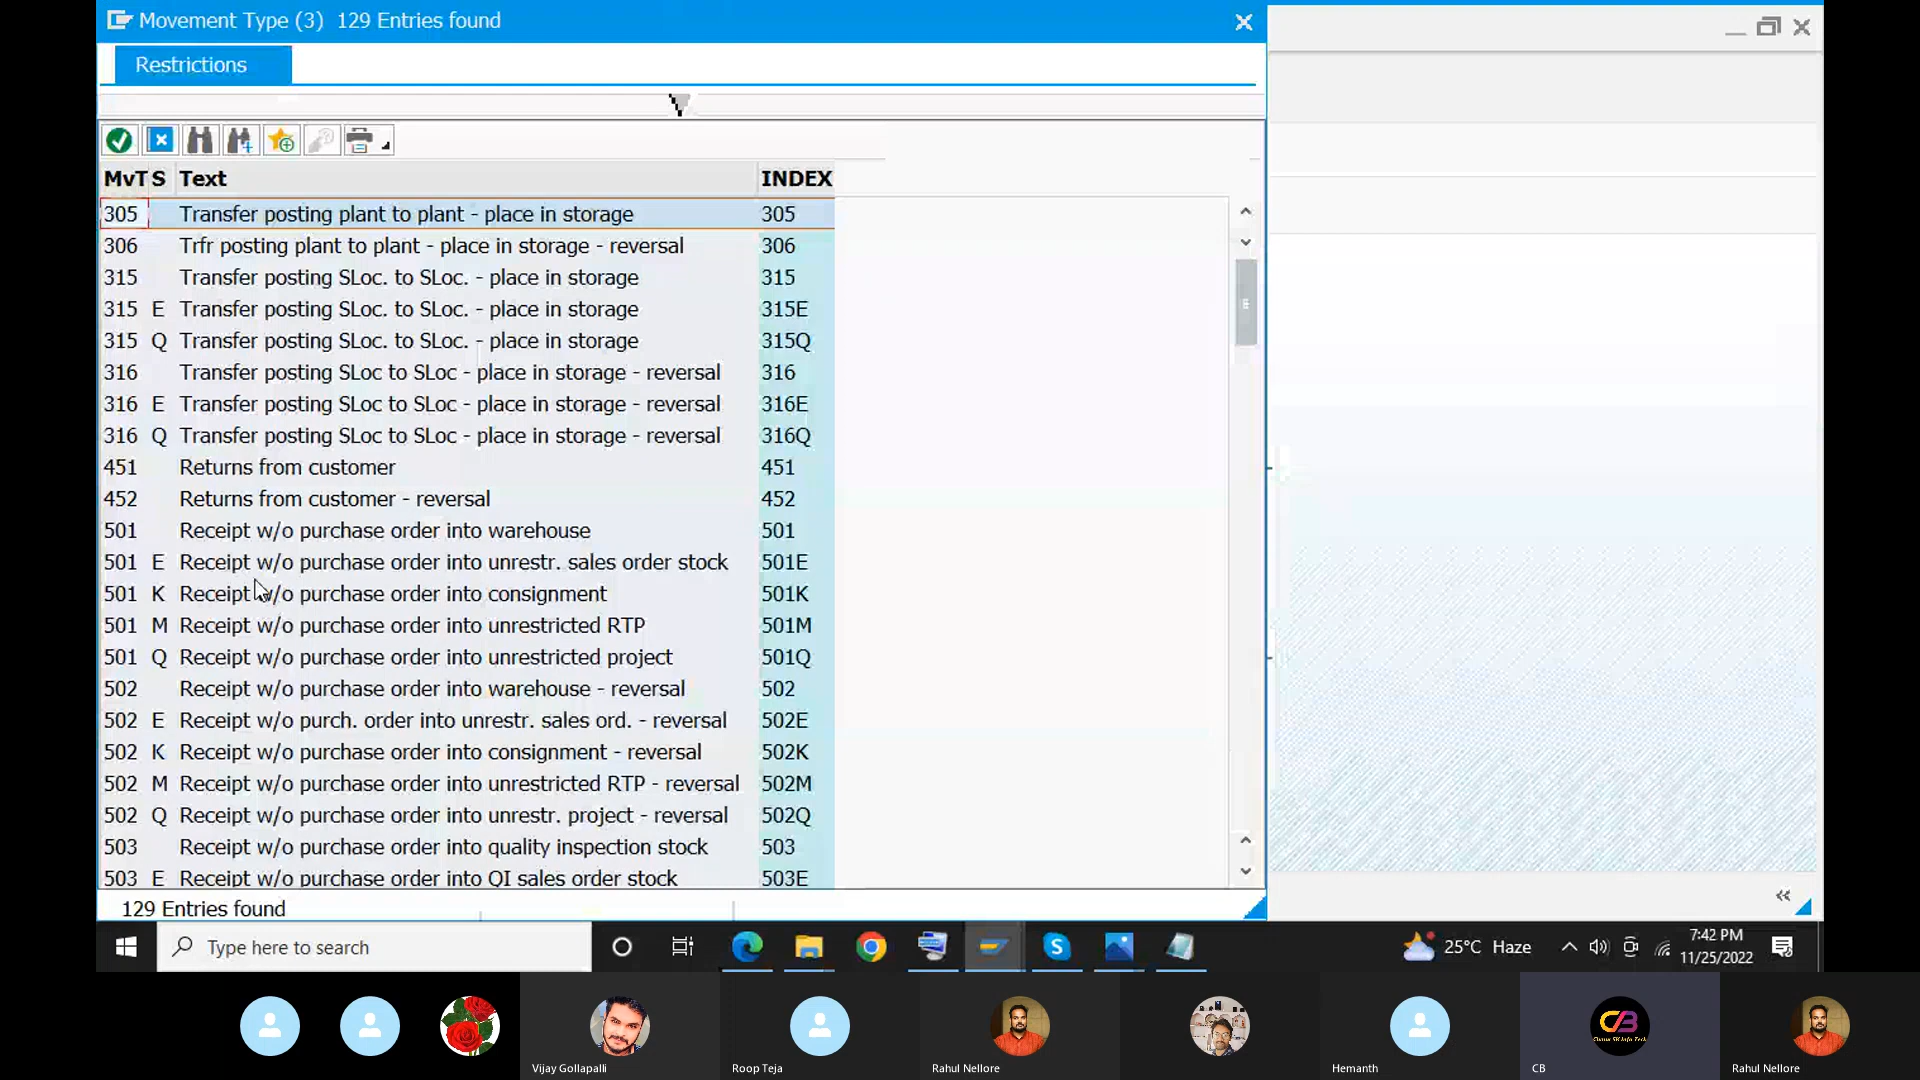 Movement Type (3) 129 Entries found
Restrictions
MvT S Text INDEX
305 Transfer posting plant to plant - place in storage 305
306 Trfr posting plant to plant - place in storage - reversal 306
315 Transfer posting SLoc. to SLoc. - place in storage 315
315 E Transfer posting SLoc. to SLoc. - place in storage 315E
315 Q Transfer posting SLoc. to SLoc. - place in storage 315Q
316 Transfer posting SLoc to SLoc - place in storage - reversal 316
316 E Transfer posting SLoc to SLoc - place in storage - reversal 316E
316 Q Transfer posting SLoc to SLoc - place in storage - reversal 316Q
451 Returns from customer 451
452 Returns from customer - reversal 452
501 Receipt w/o purchase order into warehouse 501
501 E Receipt w/o purchase order into unrestr. sales order stock 501E
501 K Receipt w/o purchase order into consignment 501K
501 M Receipt w/o purchase order into unrestricted RTP 501M
501 Q Receipt w/o purchase order into unrestricted project 501Q
502 Receipt w/o purchase order into warehouse - reversal 502
502 E Receipt w/o purch. order into unrestr. sales ord. - reversal 502E
502 K Receipt w/o purchase order into consignment - reversal 502K
502 M Receipt w/o purchase order into unrestricted RTP - reversal 502M
502 Q Receipt w/o purchase order into unrestr. project - reversal 502Q
503 Receipt w/o purchase order into quality inspection stock 503
503 E Receipt w/o purchase order into QI sales order stock 503E
129 Entries found
Type here to search
25°C Haze
7:42 PM
11/25/2022
Vijay Gollapalli
Roop Teja
Rahul Nellore
Hemanth
CB
Rahul Nellore